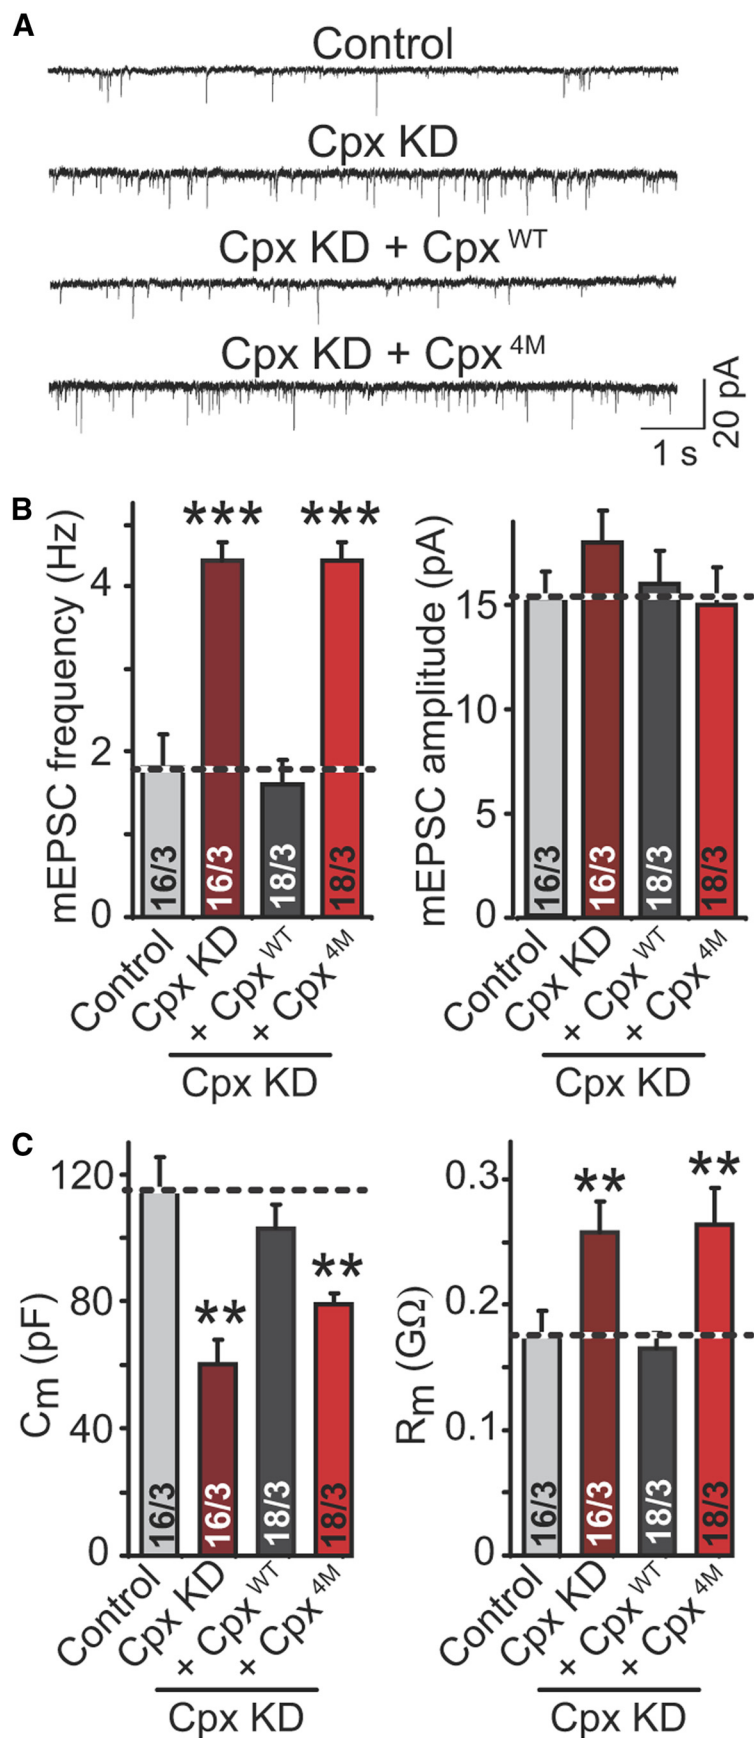 A
Control
Cpx KD
Cpx KD + Cpx WT
Cpx KD + Cpx 4M
20 pA
1 s
B
mEPSC frequency (Hz)
4
2
0
***
***
16/3
16/3
18/3
18/3
Control
Cpx KD
+ Cpx WT
+ Cpx 4M
Cpx KD
mEPSC amplitude (pA)
15
10
5
0
16/3
16/3
18/3
18/3
Control
Cpx KD
+ Cpx WT
+ Cpx 4M
Cpx KD
C
Cm (pF)
120
80
40
0
**
**
16/3
16/3
18/3
18/3
Control
Cpx KD
+ Cpx WT
+ Cpx 4M
Cpx KD
Rm (GΩ)
0.3
0.2
0.1
0
**
**
16/3
16/3
18/3
18/3
Control
Cpx KD
+ Cpx WT
+ Cpx 4M
Cpx KD